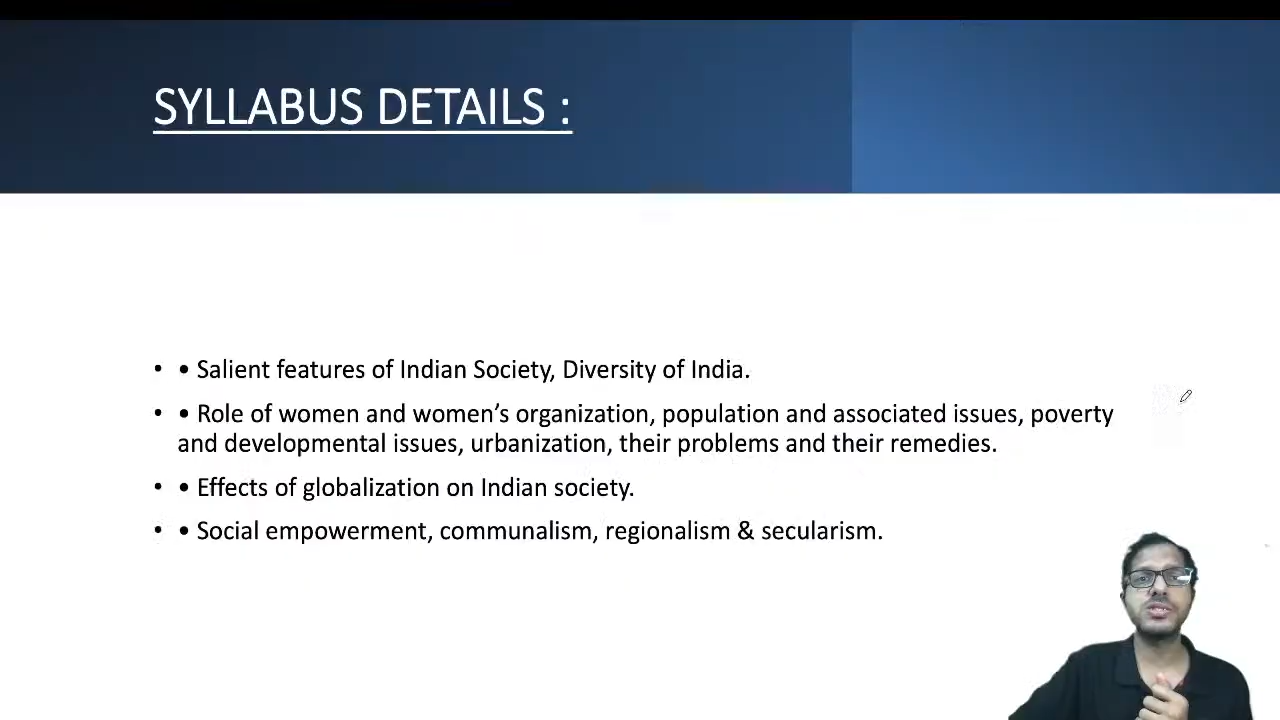 SYLLABUS DETAILS :
• • Salient features of Indian Society, Diversity of India.
• • Role of women and women’s organization, population and associated issues, poverty
and developmental issues, urbanization, their problems and their remedies.
• • Effects of globalization on Indian society.
• • Social empowerment, communalism, regionalism & secularism.